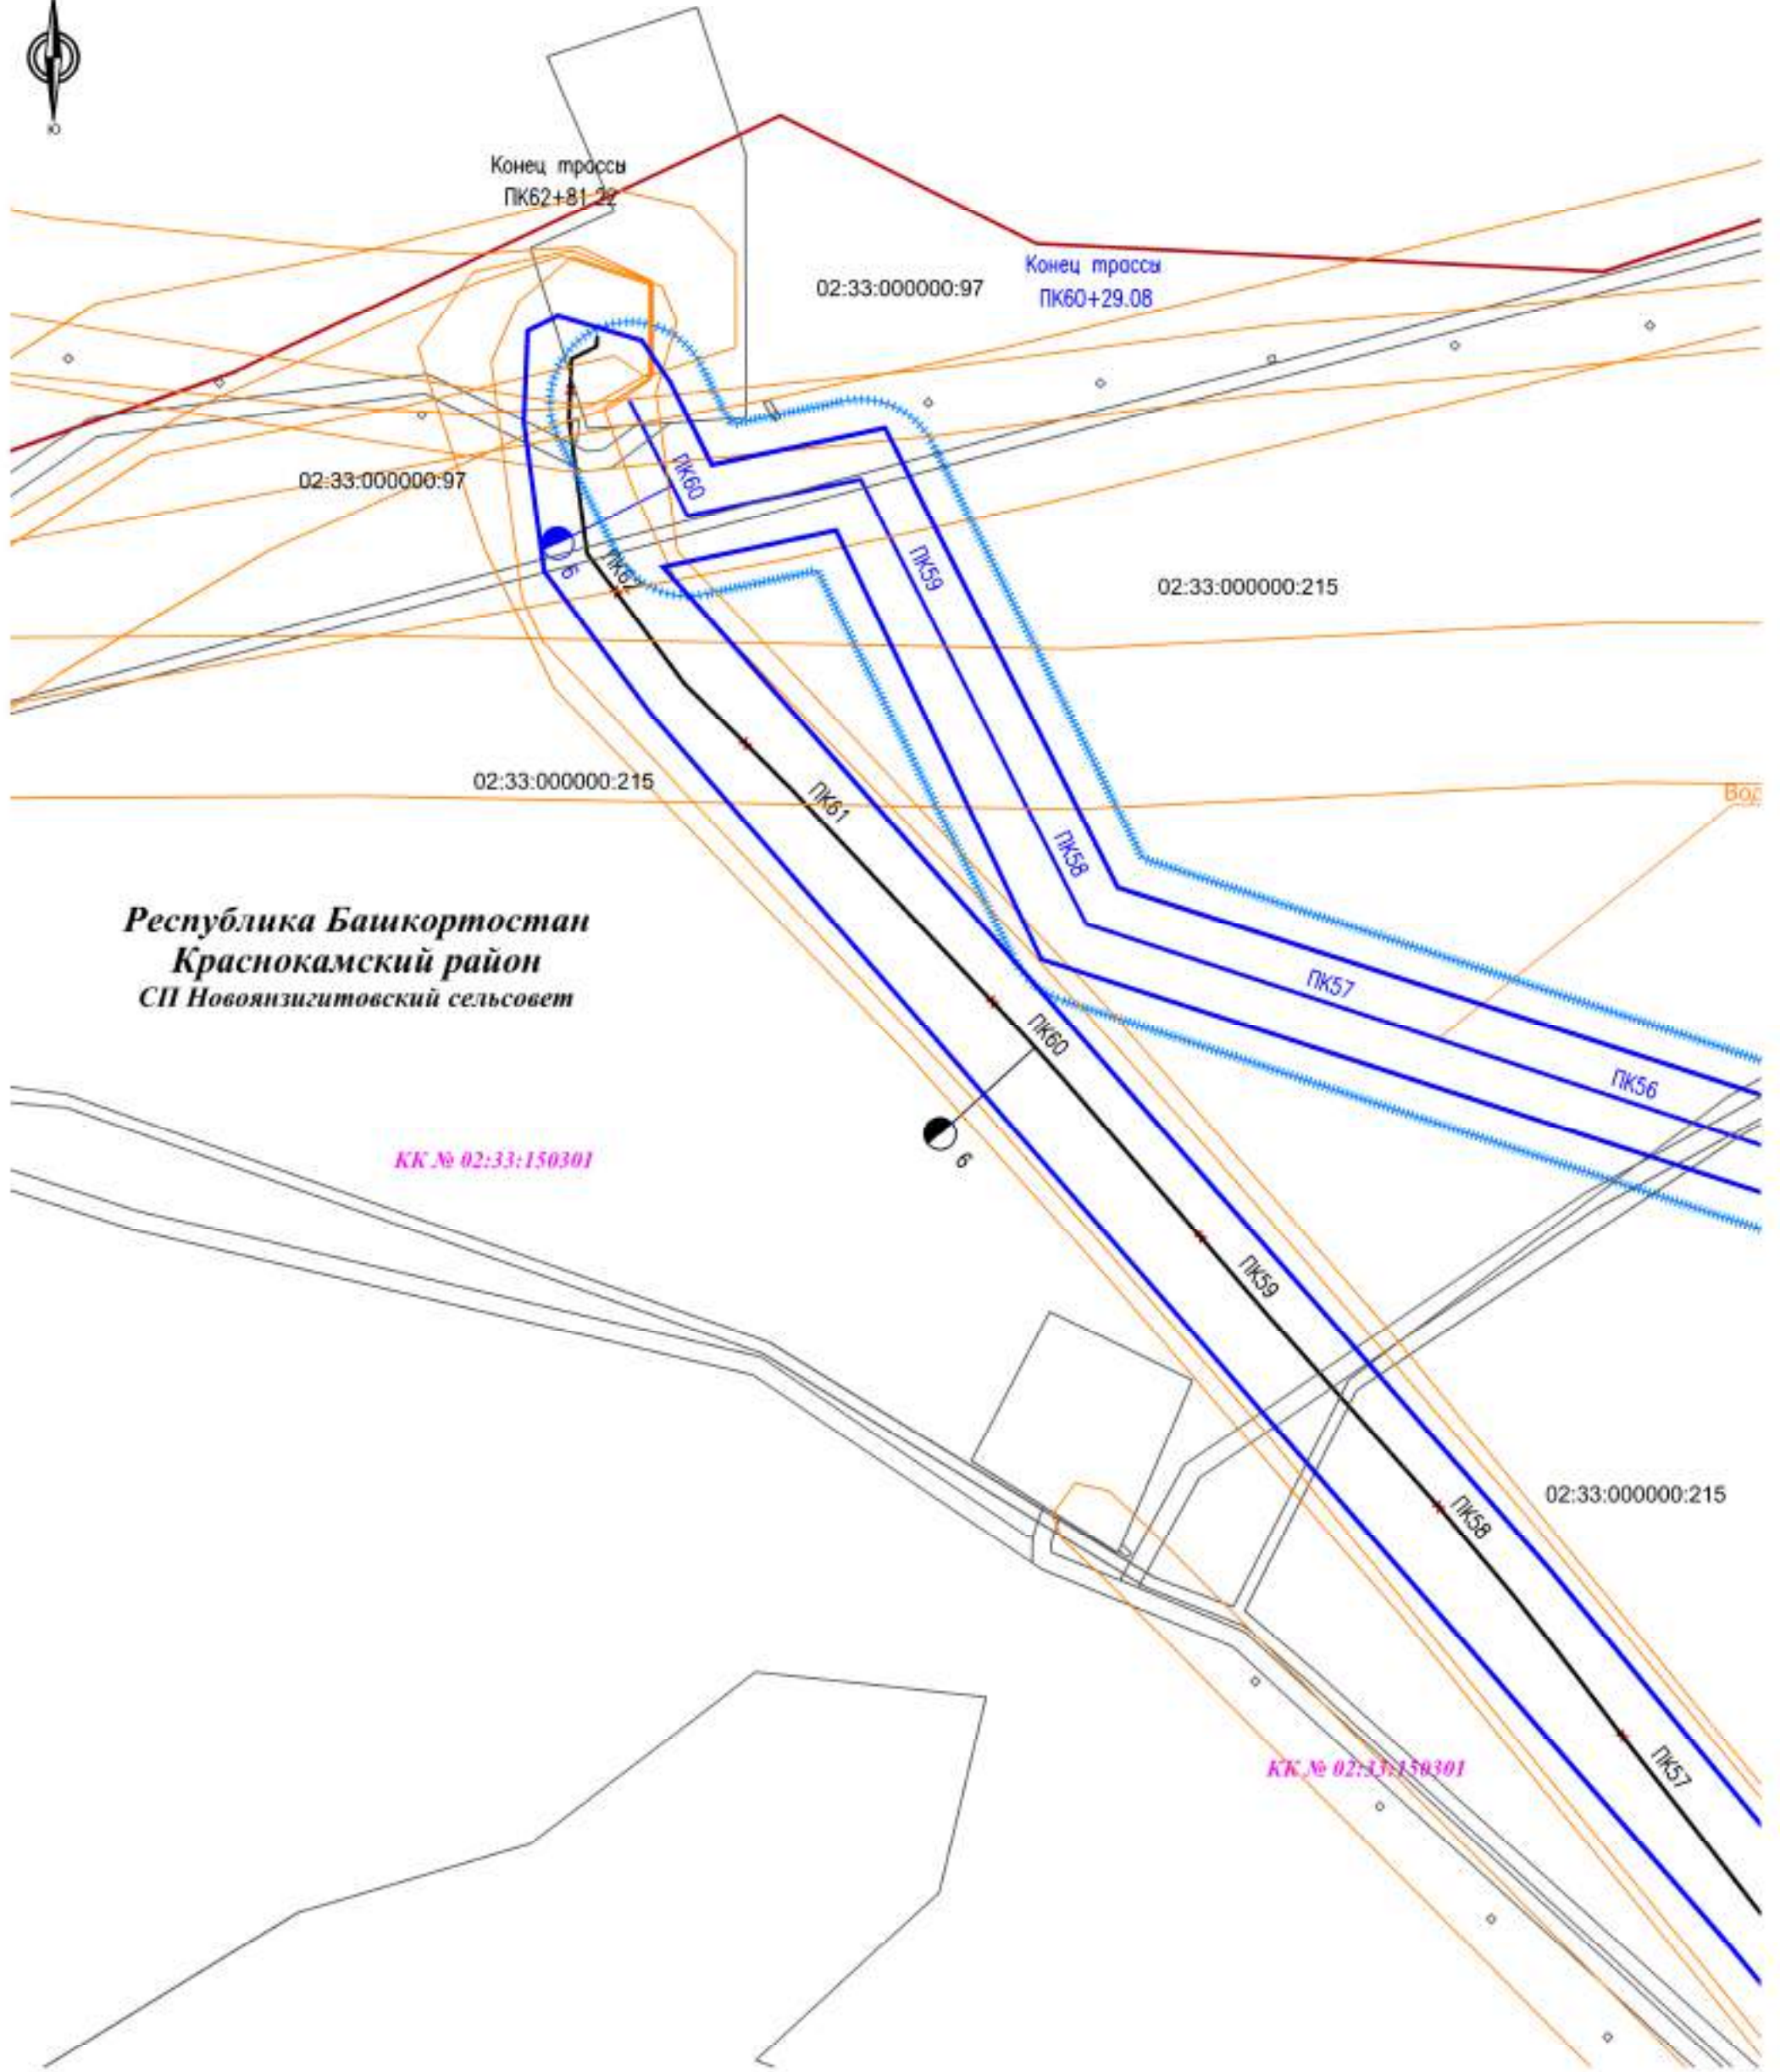 Ю
Конец трассы
ПК62+81.22
02:33:000000:97
Конец трассы
ПК60+29.08
02:33:000000:97
ПК60
6
ПК62
ПК59
02:33:000000:215
02:33:000000:215
ПК61
Вод
ПК58
Республика Башкортостан
Краснокамский район
СП Новоянзигитовский сельсовет
ПК57
ПК60
ПК56
КК № 02:33:150301
6
ПК59
02:33:000000:215
ПК58
КК № 02:33:150301
ПК57